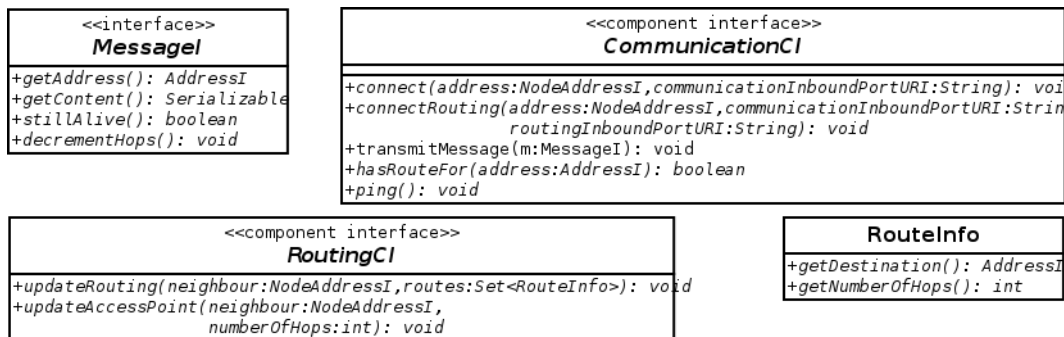 <<interface>>
MessageI
+getAddress(): AddressI
+getContent(): Serializable
+stillAlive(): boolean
+decrementHops(): void
<<component interface>>
CommunicationCI
+connect(address:NodeAddressI,communicationInboundPortURI:String): voi
+connectRouting(address:NodeAddressI,communicationInboundPortURI:Strin
routingInboundPortURI:String): void
+transmitMessage(m:MessageI): void
+hasRouteFor(address:AddressI): boolean
+ping(): void
<<component interface>>
RoutingCI
+updateRouting(neighbour:NodeAddressI,routes:Set<RouteInfo>): void
+updateAccessPoint(neighbour:NodeAddressI,
numberOfHops:int): void
RouteInfo
+getDestination(): AddressI
+getNumberOfHops(): int